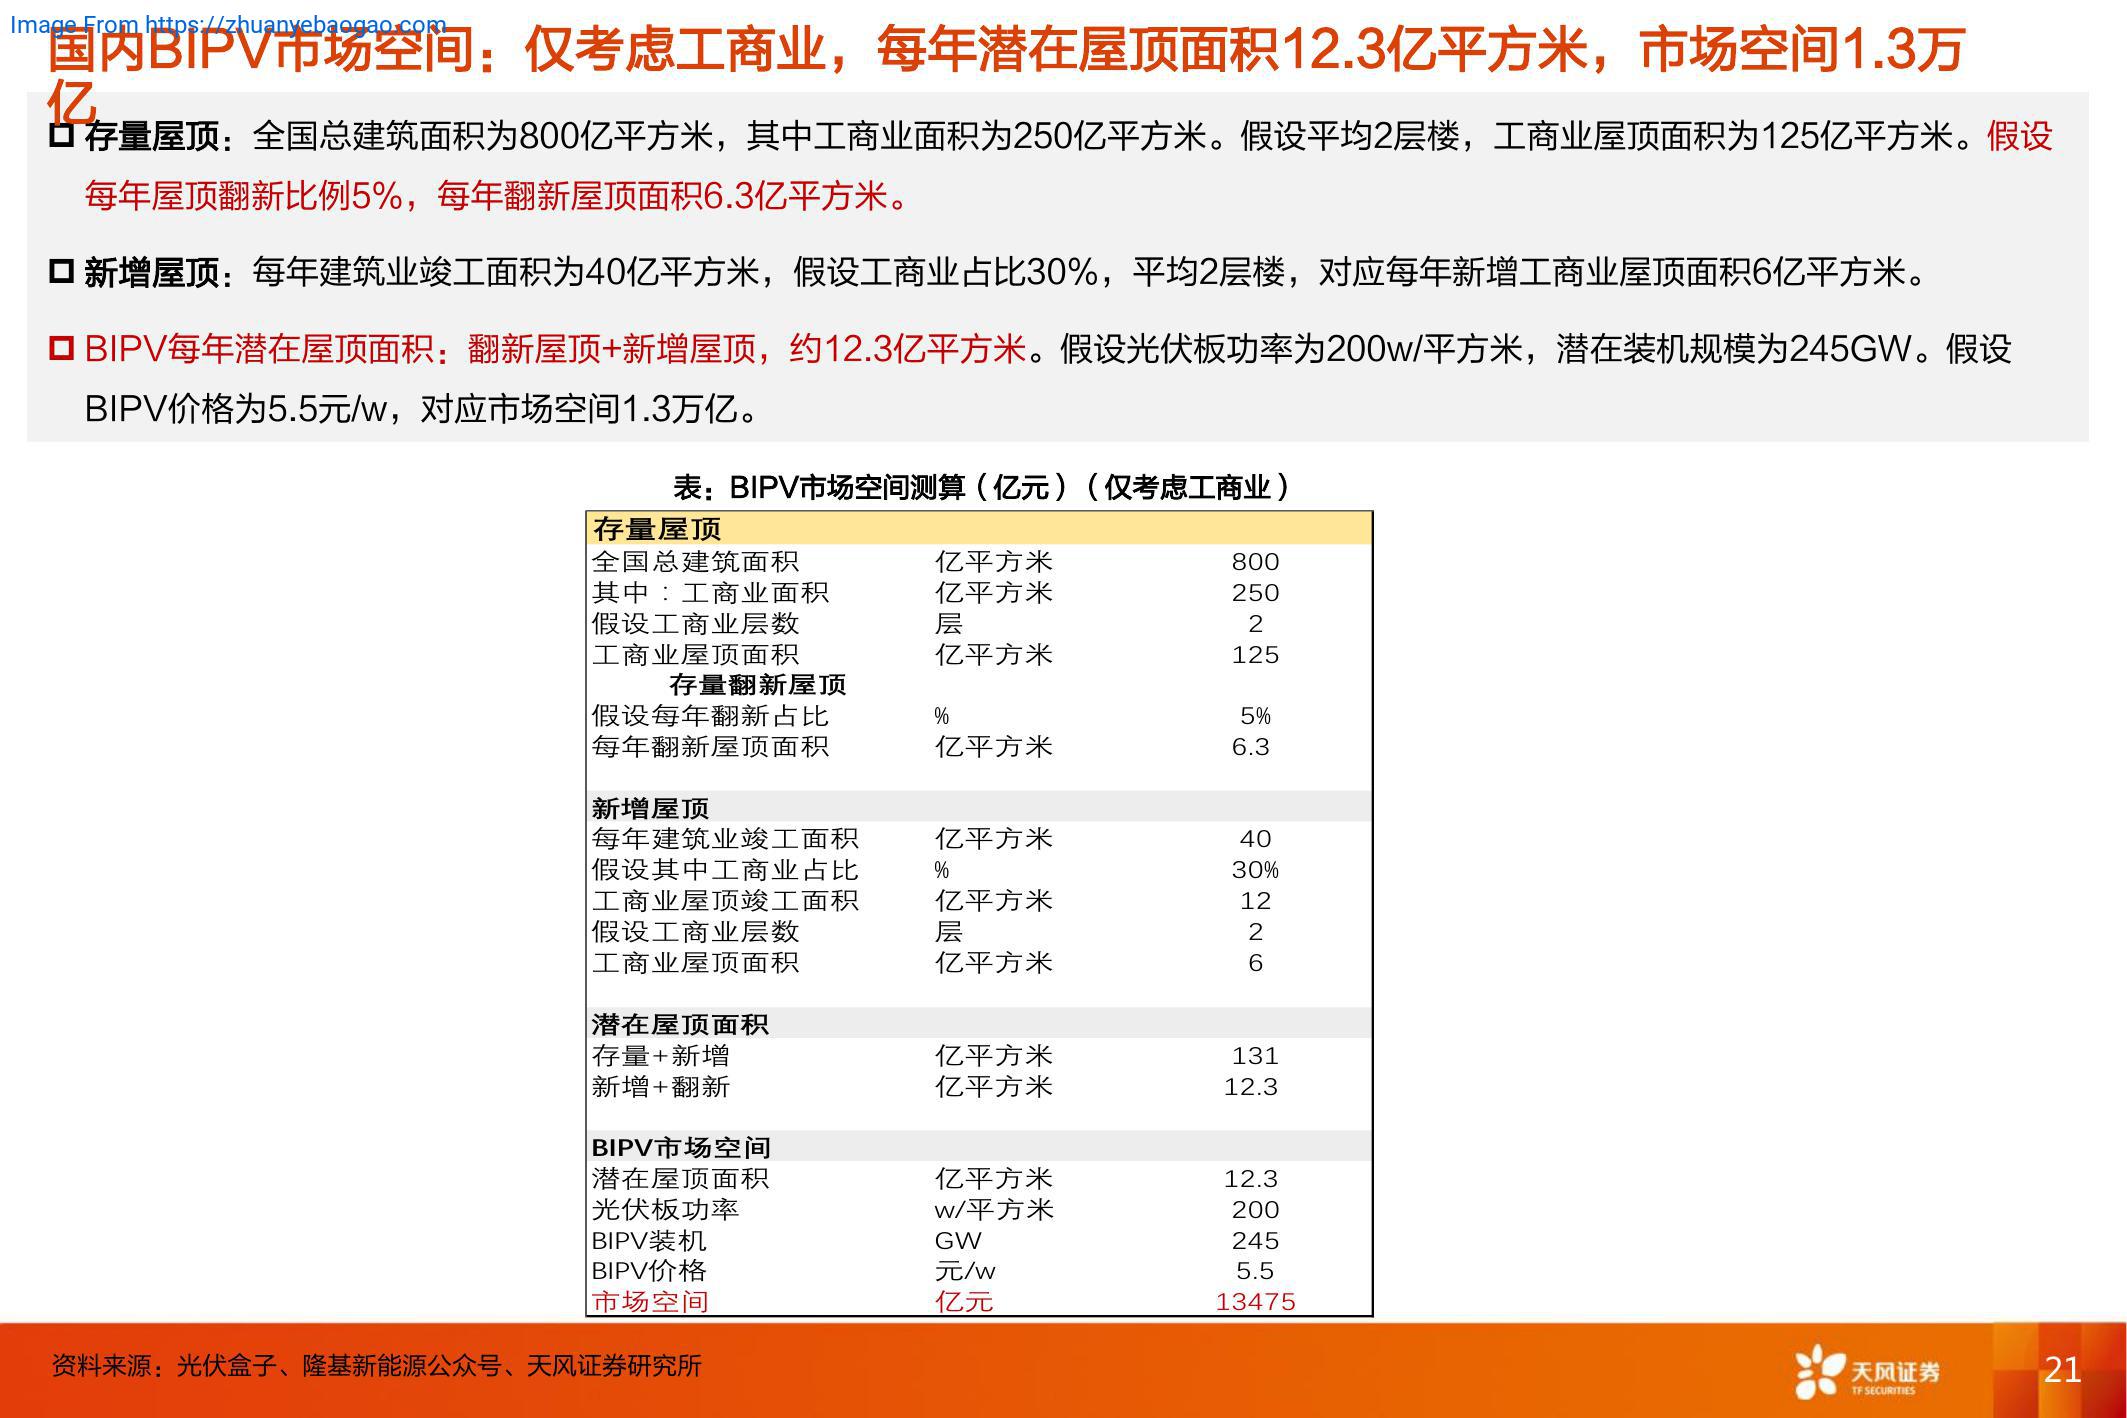 Image From https://zhuanyebaogao.com
国内BIPV市场空间：仅考虑工商业，每年潜在屋顶面积12.3亿平方米，市场空间1.3万
亿
存量屋顶：全国总建筑面积为800亿平方米，其中工商业面积为250亿平方米。假设平均2层楼，工商业屋顶面积为125亿平方米。假设
每年屋顶翻新比例5%，每年翻新屋顶面积6.3亿平方米。
新增屋顶：每年建筑业竣工面积为40亿平方米，假设工商业占比30%，平均2层楼，对应每年新增工商业屋顶面积6亿平方米。
BIPV每年潜在屋顶面积：翻新屋顶+新增屋顶，约12.3亿平方米。假设光伏板功率为200w/平方米，潜在装机规模为245GW。假设
BIPV价格为5.5元/w，对应市场空间1.3万亿。
表：BIPV市场空间测算（亿元）（仅考虑工商业）
存量屋顶
全国总建筑面积 亿平方米 800
其中：工商业面积 亿平方米 250
假设工商业层数 层 2
工商业屋顶面积 亿平方米 125
存量翻新屋顶
假设每年翻新占比 % 5%
每年翻新屋顶面积 亿平方米 6.3
新增屋顶
每年建筑业竣工面积 亿平方米 40
假设其中工商业占比 % 30%
工商业屋顶竣工面积 亿平方米 12
假设工商业层数 层 2
工商业屋顶面积 亿平方米 6
潜在屋顶面积
存量+新增 亿平方米 131
新增+翻新 亿平方米 12.3
BIPV市场空间
潜在屋顶面积 亿平方米 12.3
光伏板功率 w/平方米 200
BIPV装机 GW 245
BIPV价格 元/w 5.5
市场空间 亿元 13475
资料来源：光伏盒子、隆基新能源公众号、天风证券研究所
天风证券
TF SECURITIES
21